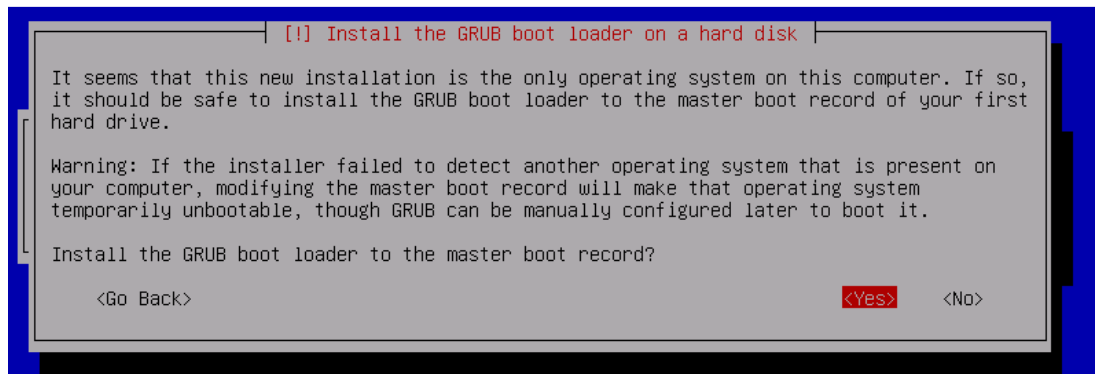 [!] Install the GRUB boot loader on a hard disk
It seems that this new installation is the only operating system on this computer. If so,
it should be safe to install the GRUB boot loader to the master boot record of your first
hard drive.
Warning: If the installer failed to detect another operating system that is present on
your computer, modifying the master boot record will make that operating system
temporarily unbootable, though GRUB can be manually configured later to boot it.
Install the GRUB boot loader to the master boot record?
<Go Back> <Yes> <No>